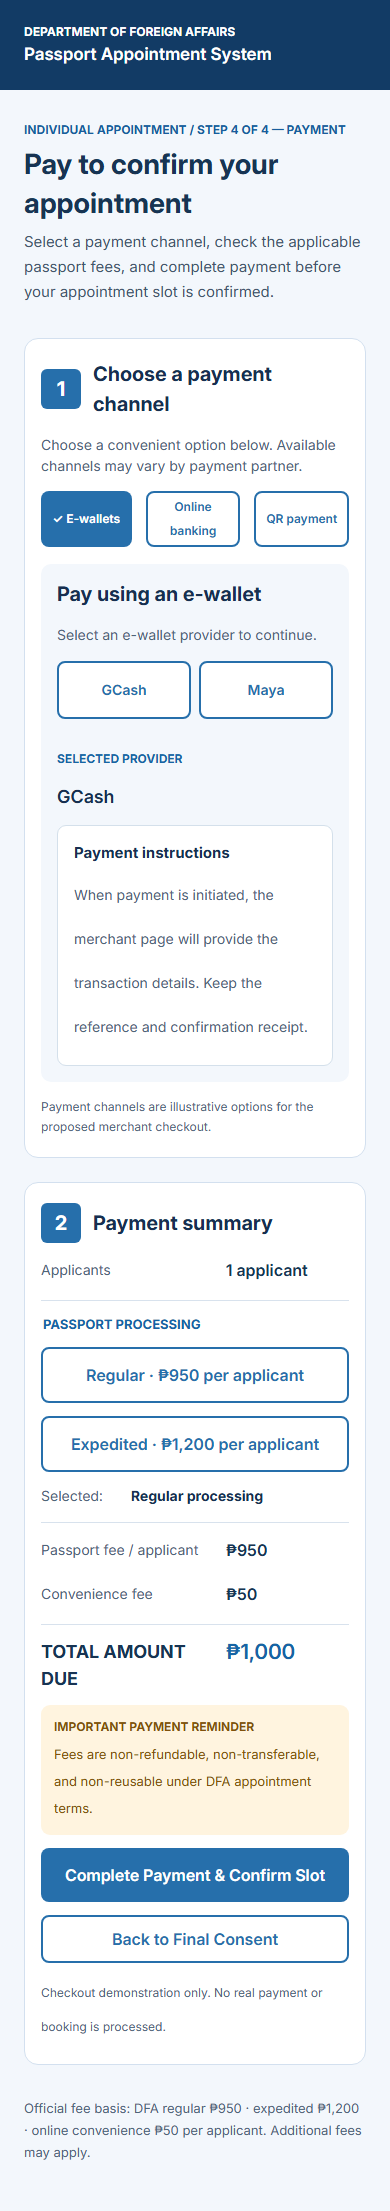 DEPARTMENT OF FOREIGN AFFAIRS
Passport Appointment System
INDIVIDUAL APPOINTMENT / STEP 4 OF 4 — PAYMENT
Pay to confirm your
appointment
Select a payment channel, check the applicable
passport fees, and complete payment before
your appointment slot is confirmed.
1
Choose a payment
channel
Choose a convenient option below. Available
channels may vary by payment partner.
✓ E-wallets
Online
banking
QR payment
Pay using an e-wallet
Select an e-wallet provider to continue.
GCash
Maya
SELECTED PROVIDER
GCash
Payment instructions
When payment is initiated, the
merchant page will provide the
transaction details. Keep the
reference and confirmation receipt.
Payment channels are illustrative options for the
proposed merchant checkout.
2
Payment summary
Applicants
1 applicant
PASSPORT PROCESSING
Regular · ₱950 per applicant
Expedited · ₱1,200 per applicant
Selected:
Regular processing
Passport fee / applicant
₱950
Convenience fee
₱50
TOTAL AMOUNT
DUE
₱1,000
IMPORTANT PAYMENT REMINDER
Fees are non-refundable, non-transferable,
and non-reusable under DFA appointment
terms.
Complete Payment & Confirm Slot
Back to Final Consent
Checkout demonstration only. No real payment or
booking is processed.
Official fee basis: DFA regular ₱950 · expedited ₱1,200
· online convenience ₱50 per applicant. Additional fees
may apply.